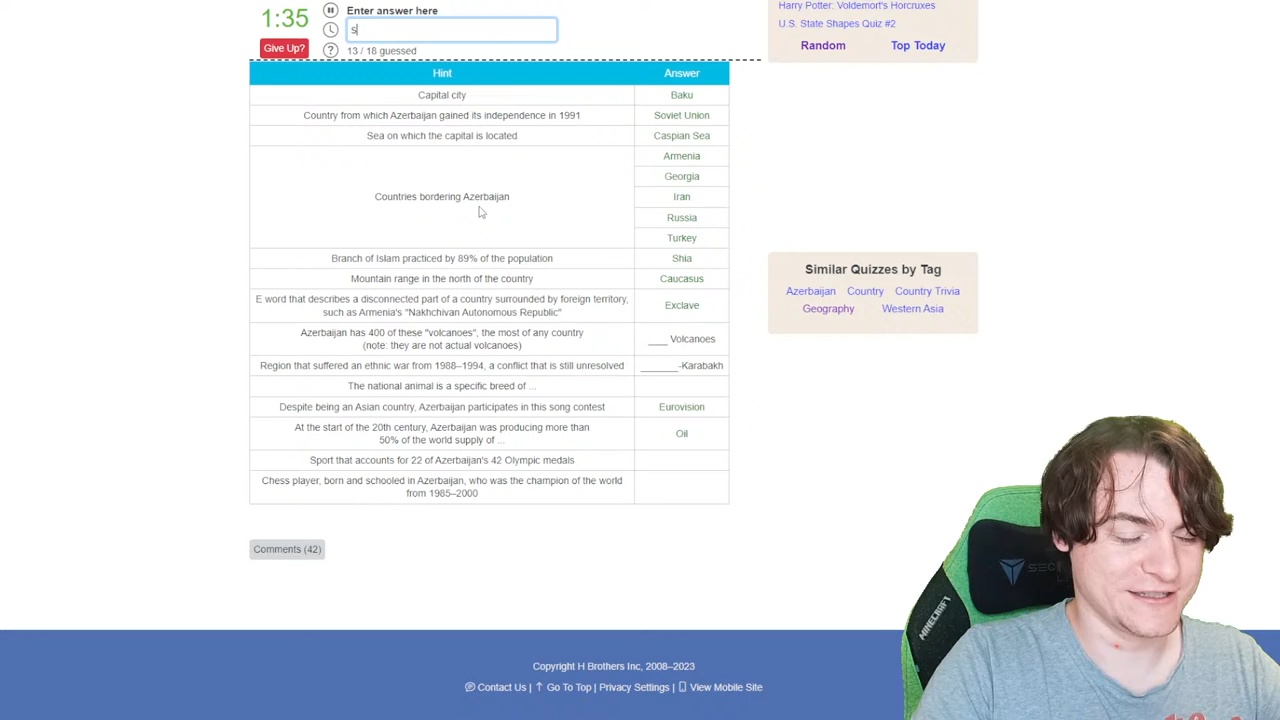 1:35
Enter answer here
s
Give Up?
13 / 18 guessed
Harry Potter: Voldemort's Horcruxes
U.S. State Shapes Quiz #2
Random Top Today
Hint Answer
Capital city Baku
Country from which Azerbaijan gained its independence in 1991 Soviet Union
Sea on which the capital is located Caspian Sea
Countries bordering Azerbaijan
Armenia
Georgia
Iran
Russia
Turkey
Branch of Islam practiced by 89% of the population Shia
Mountain range in the north of the country Caucasus
E word that describes a disconnected part of a country surrounded by foreign territory,
such as Armenia's "Nakhchivan Autonomous Republic"
Exclave
Azerbaijan has 400 of these "volcanoes", the most of any country
(note: they are not actual volcanoes)
____ Volcanoes
Region that suffered an ethnic war from 1988–1994, a conflict that is still unresolved _______-Karabakh
The national animal is a specific breed of ...
Despite being an Asian country, Azerbaijan participates in this song contest Eurovision
At the start of the 20th century, Azerbaijan was producing more than
50% of the world supply of ...
Oil
Sport that accounts for 22 of Azerbaijan's 42 Olympic medals
Chess player, born and schooled in Azerbaijan, who was the champion of the world
from 1985–2000
Similar Quizzes by Tag
Azerbaijan Country Country Trivia
Geography Western Asia
Comments (42)
MINECRAFT
Copyright H Brothers Inc, 2008–2023
Contact Us | Go To Top | Privacy Settings | View Mobile Site